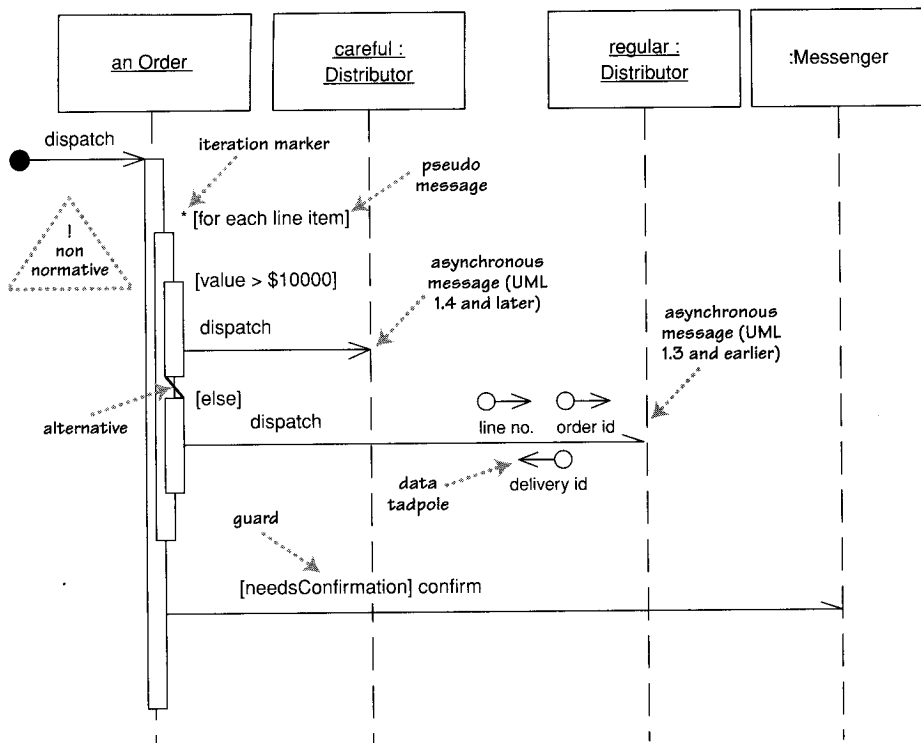 an Order
careful :
Distributor
regular :
Distributor
:Messenger
dispatch
iteration marker
pseudo
message
* [for each line item]
!
non
normative
[value > $10000]
asynchronous
message (UML
1.4 and later)
dispatch
asynchronous
message (UML
1.3 and earlier)
[else]
dispatch
alternative
line no.
order id
data
tadpole
delivery id
guard
[needsConfirmation] confirm